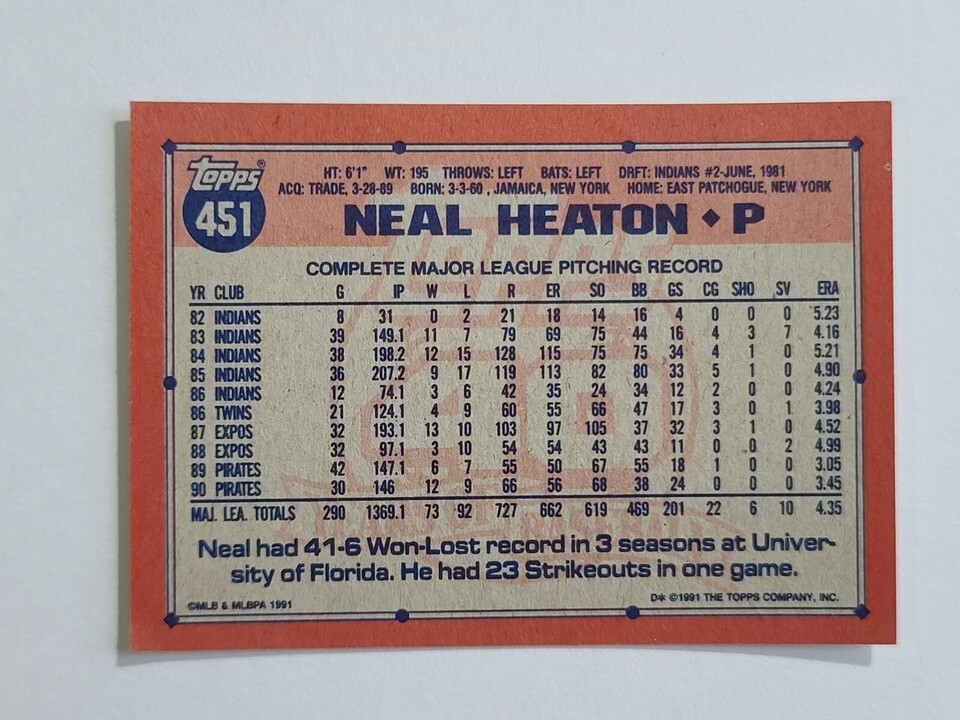 Topps®
451
HT: 6'1" WT: 195 THROWS: LEFT BATS: LEFT DRFT: INDIANS #2-JUNE, 1981
ACQ: TRADE, 3-28-89 BORN: 3-3-60 , JAMAICA, NEW YORK HOME: EAST PATCHOGUE, NEW YORK
NEAL HEATON ◆ P
COMPLETE MAJOR LEAGUE PITCHING RECORD
YR CLUB G IP W L R ER SO BB GS CG SHO SV ERA
82 INDIANS 8 31 0 2 21 18 14 16 4 0 0 0 5.23
83 INDIANS 39 149.1 11 7 79 69 75 44 16 4 3 7 4.16
84 INDIANS 38 198.2 12 15 128 115 75 75 34 4 1 0 5.21
85 INDIANS 36 207.2 9 17 119 113 82 80 33 5 1 0 4.90
86 INDIANS 12 74.1 3 6 42 35 24 34 12 2 0 0 4.24
86 TWINS 21 124.1 4 9 60 55 66 47 17 3 0 1 3.98
87 EXPOS 32 193.1 13 10 103 97 105 37 32 3 1 0 4.52
88 EXPOS 32 97.1 3 10 54 54 43 43 11 0 0 2 4.99
89 PIRATES 42 147.1 6 7 55 50 67 55 18 1 0 0 3.05
90 PIRATES 30 146 12 9 66 56 68 38 24 0 0 0 3.45
MAJ. LEA. TOTALS 290 1369.1 73 92 727 662 619 469 201 22 6 10 4.35
Neal had 41-6 Won-Lost record in 3 seasons at Univer-
sity of Florida. He had 23 Strikeouts in one game.
©MLB & MLBPA 1991
D* ©1991 THE TOPPS COMPANY, INC.